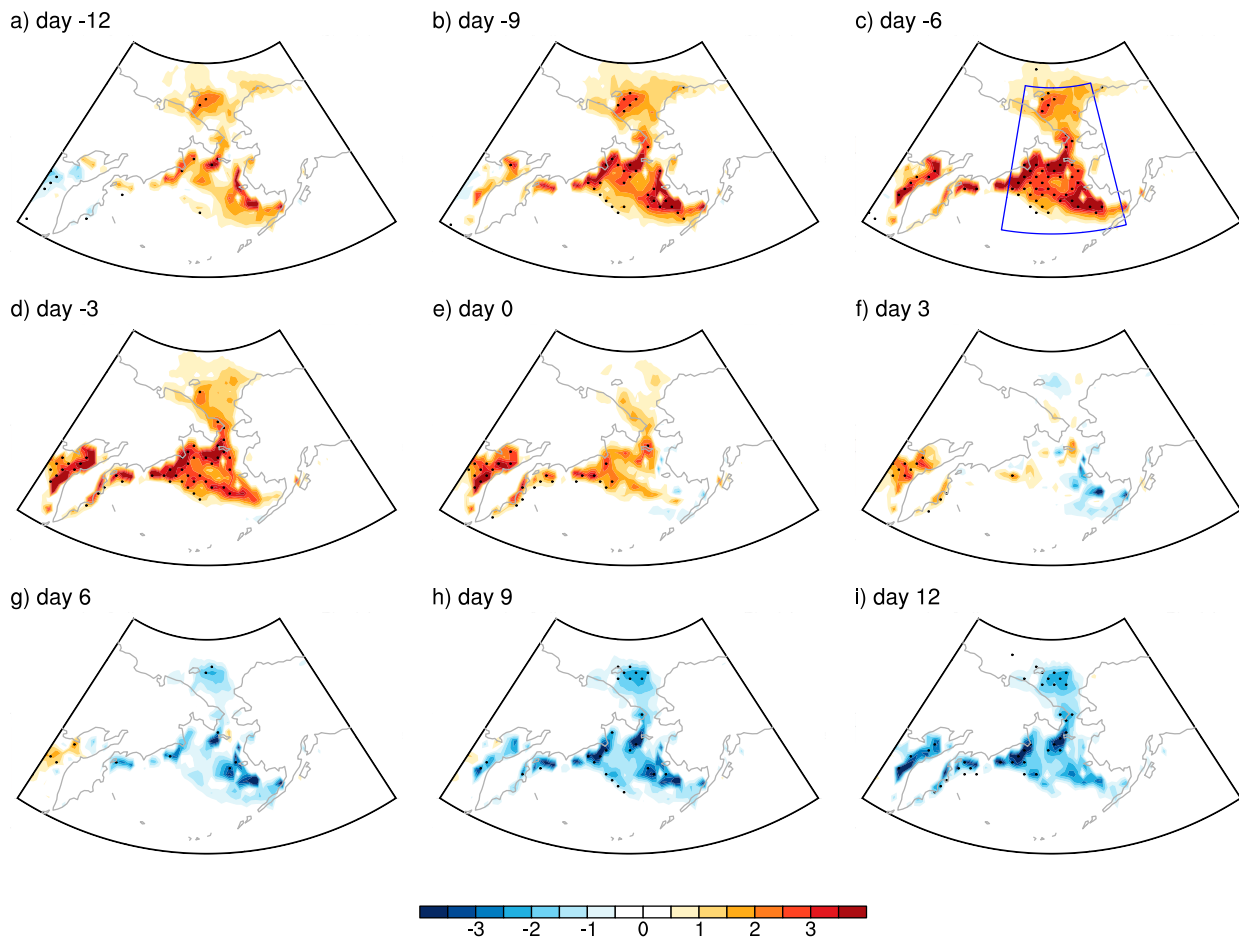 a) day -12
b) day -9
c) day -6
d) day -3
e) day 0
f) day 3
g) day 6
h) day 9
i) day 12
-3 -2 -1 0 1 2 3